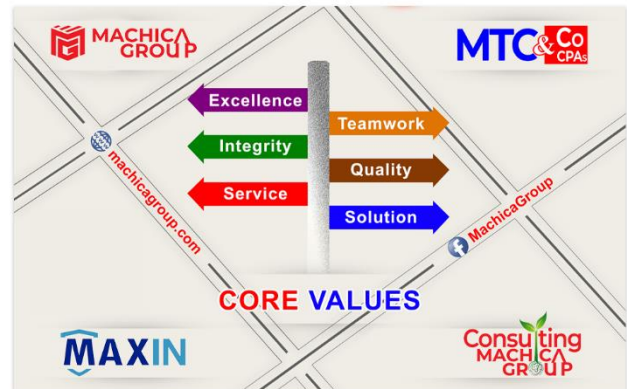 MACHICA
GROUP
MTC&Co
CPAs
Excellence
Teamwork
Integrity
Quality
Service
Solution
machicagroup.com
MachicaGroup
CORE VALUES
MAXIN
Consulting
MACHICA
GROUP